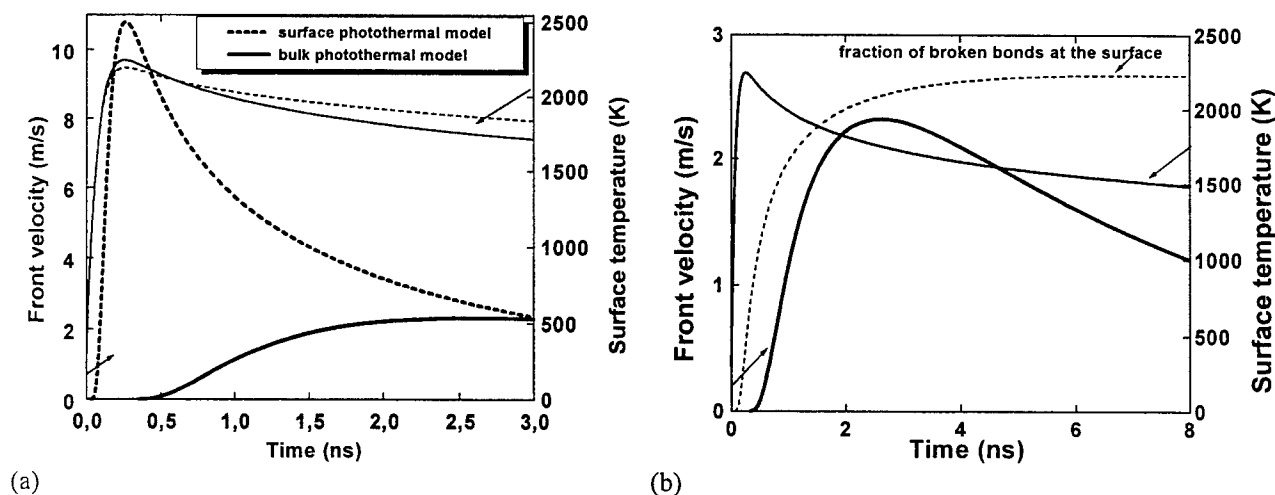 surface photothermal model
bulk photothermal model
Front velocity (m/s)
10
8
6
4
2
0
0,0 0,5 1,0 1,5 2,0 2,5 3,0
Time (ns)
2500
2000
1500
1000
500
0
Surface temperature (K)
(a)
fraction of broken bonds at the surface
Front velocity (m/s)
3
2
1
0
0 2 4 6 8
Time (ns)
2500
2000
1500
1000
500
0
Surface temperature (K)
(b)